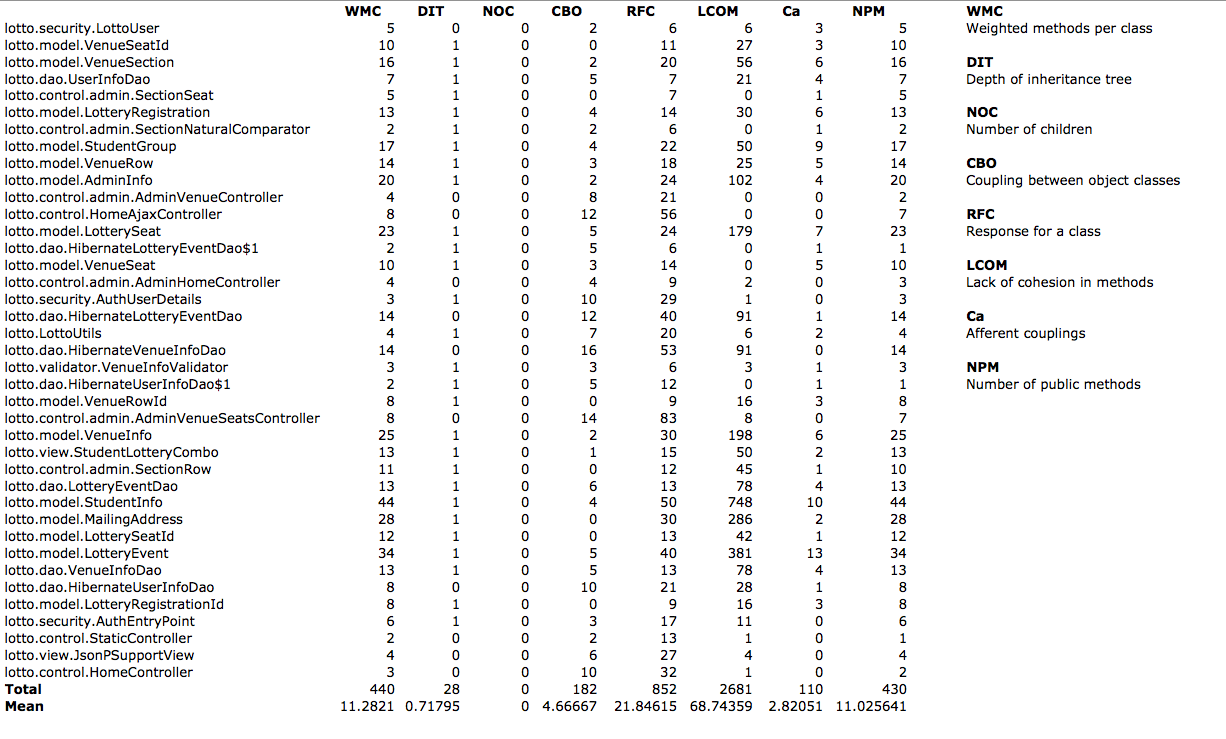 WMC DIT NOC CBO RFC LCOM Ca NPM WMC
lotto.security.LottoUser 5 0 0 2 6 6 3 5 Weighted methods per class
lotto.model.VenueSeatId 10 1 0 0 11 27 3 10
lotto.model.VenueSection 16 1 0 2 20 56 6 16 DIT
lotto.dao.UserInfoDao 7 1 0 5 7 21 4 7 Depth of inheritance tree
lotto.control.admin.SectionSeat 5 1 0 0 7 0 1 5
lotto.model.LotteryRegistration 13 1 0 4 14 30 6 13 NOC
lotto.control.admin.SectionNaturalComparator 2 1 0 2 6 0 1 2 Number of children
lotto.model.StudentGroup 17 1 0 4 22 50 9 17
lotto.model.VenueRow 14 1 0 3 18 25 5 14 CBO
lotto.model.AdminInfo 20 1 0 2 24 102 4 20 Coupling between object classes
lotto.control.admin.AdminVenueController 4 0 0 8 21 0 0 2
lotto.control.HomeAjaxController 8 0 0 12 56 0 0 7 RFC
lotto.model.LotterySeat 23 1 0 5 24 179 7 23 Response for a class
lotto.dao.HibernateLotteryEventDao$1 2 1 0 5 6 0 1 1
lotto.model.VenueSeat 10 1 0 3 14 0 5 10 LCOM
lotto.control.admin.AdminHomeController 4 0 0 4 9 2 0 3 Lack of cohesion in methods
lotto.security.AuthUserDetails 3 1 0 10 29 1 0 3
lotto.dao.HibernateLotteryEventDao 14 0 0 12 40 91 1 14 Ca
lotto.LottoUtils 4 1 0 7 20 6 2 4 Afferent couplings
lotto.dao.HibernateVenueInfoDao 14 0 0 16 53 91 0 14
lotto.validator.VenueInfoValidator 3 1 0 3 6 3 1 3 NPM
lotto.dao.HibernateUserInfoDao$1 2 1 0 5 12 0 1 1 Number of public methods
lotto.model.VenueRowId 8 1 0 0 9 16 3 8
lotto.control.admin.AdminVenueSeatsController 8 0 0 14 83 8 0 7
lotto.model.VenueInfo 25 1 0 2 30 198 6 25
lotto.view.StudentLotteryCombo 13 1 0 1 15 50 2 13
lotto.control.admin.SectionRow 11 1 0 0 12 45 1 10
lotto.dao.LotteryEventDao 13 1 0 6 13 78 4 13
lotto.model.StudentInfo 44 1 0 4 50 748 10 44
lotto.model.MailingAddress 28 1 0 0 30 286 2 28
lotto.model.LotterySeatId 12 1 0 0 13 42 1 12
lotto.model.LotteryEvent 34 1 0 5 40 381 13 34
lotto.dao.VenueInfoDao 13 1 0 5 13 78 4 13
lotto.dao.HibernateUserInfoDao 8 0 0 10 21 28 1 8
lotto.model.LotteryRegistrationId 8 1 0 0 9 16 3 8
lotto.security.AuthEntryPoint 6 1 0 3 17 11 0 6
lotto.control.StaticController 2 0 0 2 13 1 0 1
lotto.view.JsonPSupportView 4 0 0 6 27 4 0 4
lotto.control.HomeController 3 0 0 10 32 1 0 2
Total 440 28 0 182 852 2681 110 430
Mean 11.2821 0.71795 0 4.66667 21.84615 68.74359 2.82051 11.025641